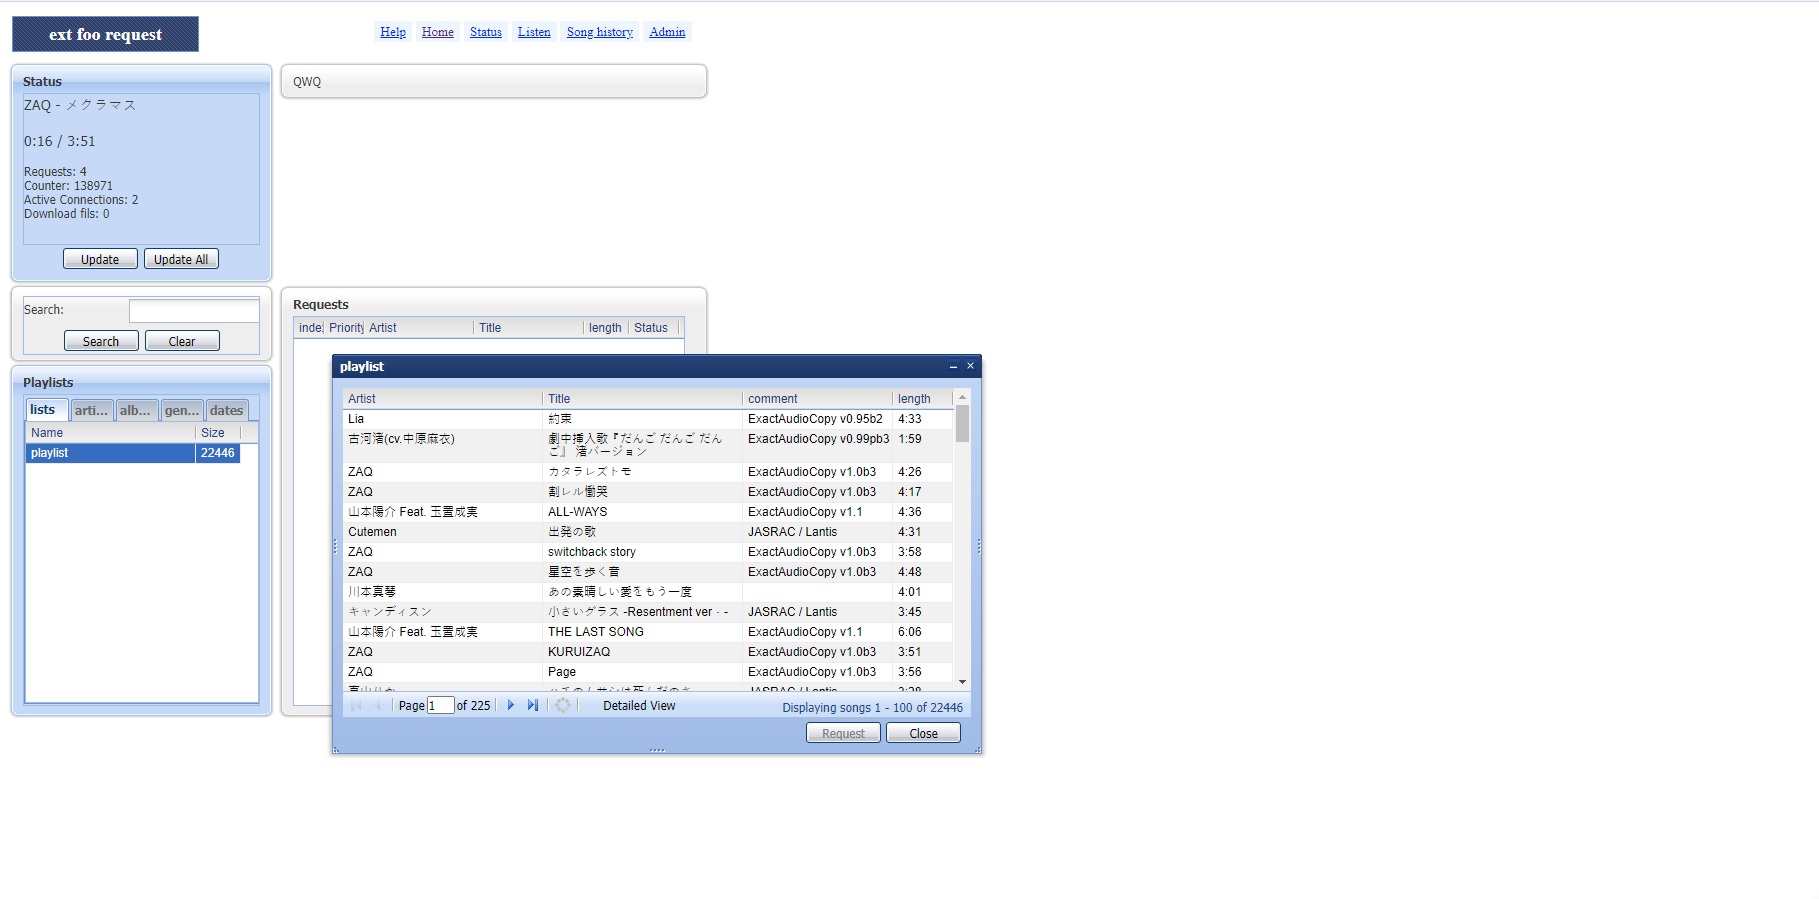 ext foo request
Help Home Status Listen Song history Admin
Status
ZAQ - メクラマス
0:16 / 3:51
Requests: 4
Counter: 138971
Active Connections: 2
Download fils: 0
Update Update All
QWQ
Search:
Search Clear
Playlists
lists arti... alb... gen... dates
Name Size
playlist 22446
Requests
inde Priority Artist Title length Status
playlist
Artist Title comment length
Lia 約束 ExactAudioCopy v0.95b2 4:33
古河渚(cv.中原麻衣) 劇中挿入歌『だんご だんご だん ExactAudioCopy v0.99pb3 1:59
ご』 渚バージョン
ZAQ カタラレズトモ ExactAudioCopy v1.0b3 4:26
ZAQ 割レル慟哭 ExactAudioCopy v1.0b3 4:17
山本陽介 Feat. 玉置成実 ALL-WAYS ExactAudioCopy v1.1 4:36
Cutemen 出発の歌 JASRAC / Lantis 4:31
ZAQ switchback story ExactAudioCopy v1.0b3 3:58
ZAQ 星空を歩く音 ExactAudioCopy v1.0b3 4:48
川本真琴 あの素晴しい愛をもう一度 4:01
キャンディスン 小さいグラス -Resentment ver・- JASRAC / Lantis 3:45
山本陽介 Feat. 玉置成実 THE LAST SONG ExactAudioCopy v1.1 6:06
ZAQ KURUIZAQ ExactAudioCopy v1.0b3 3:51
ZAQ Page ExactAudioCopy v1.0b3 3:56
JASRAC / Lantis
Page 1 of 225 Detailed View Displaying songs 1 - 100 of 22446
Request Close